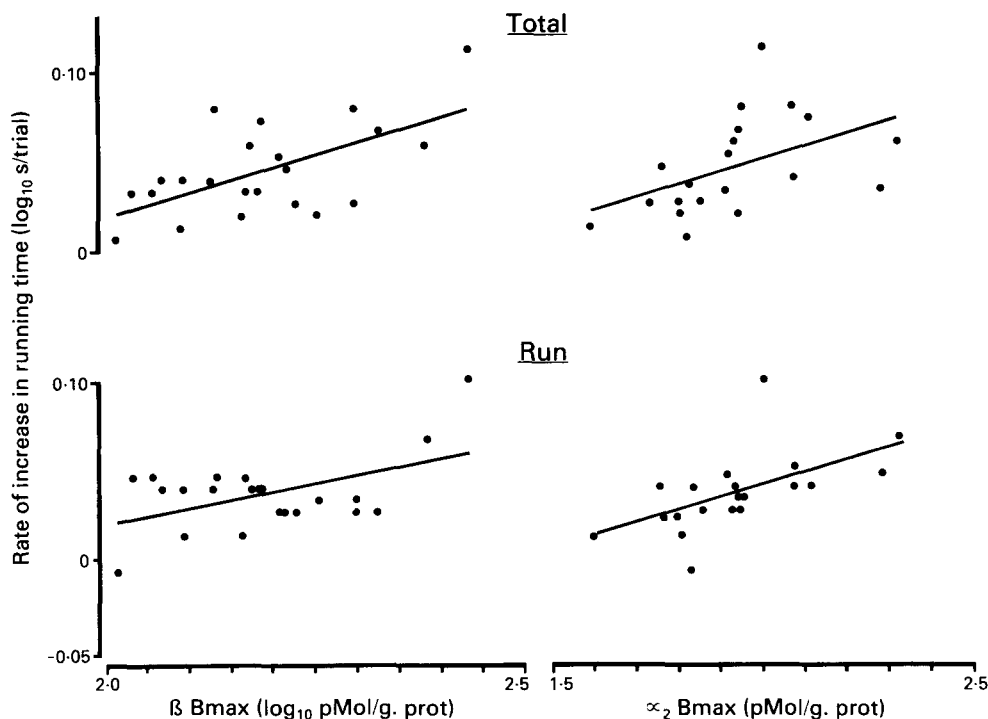 Total
0·10
0
Rate of increase in running time (log10 s/trial)
Run
0·10
0
-0·05
2·0
2·5
1·5
2·5
ß Bmax (log10 pMol/g. prot)
∝2 Bmax (pMol/g. prot)